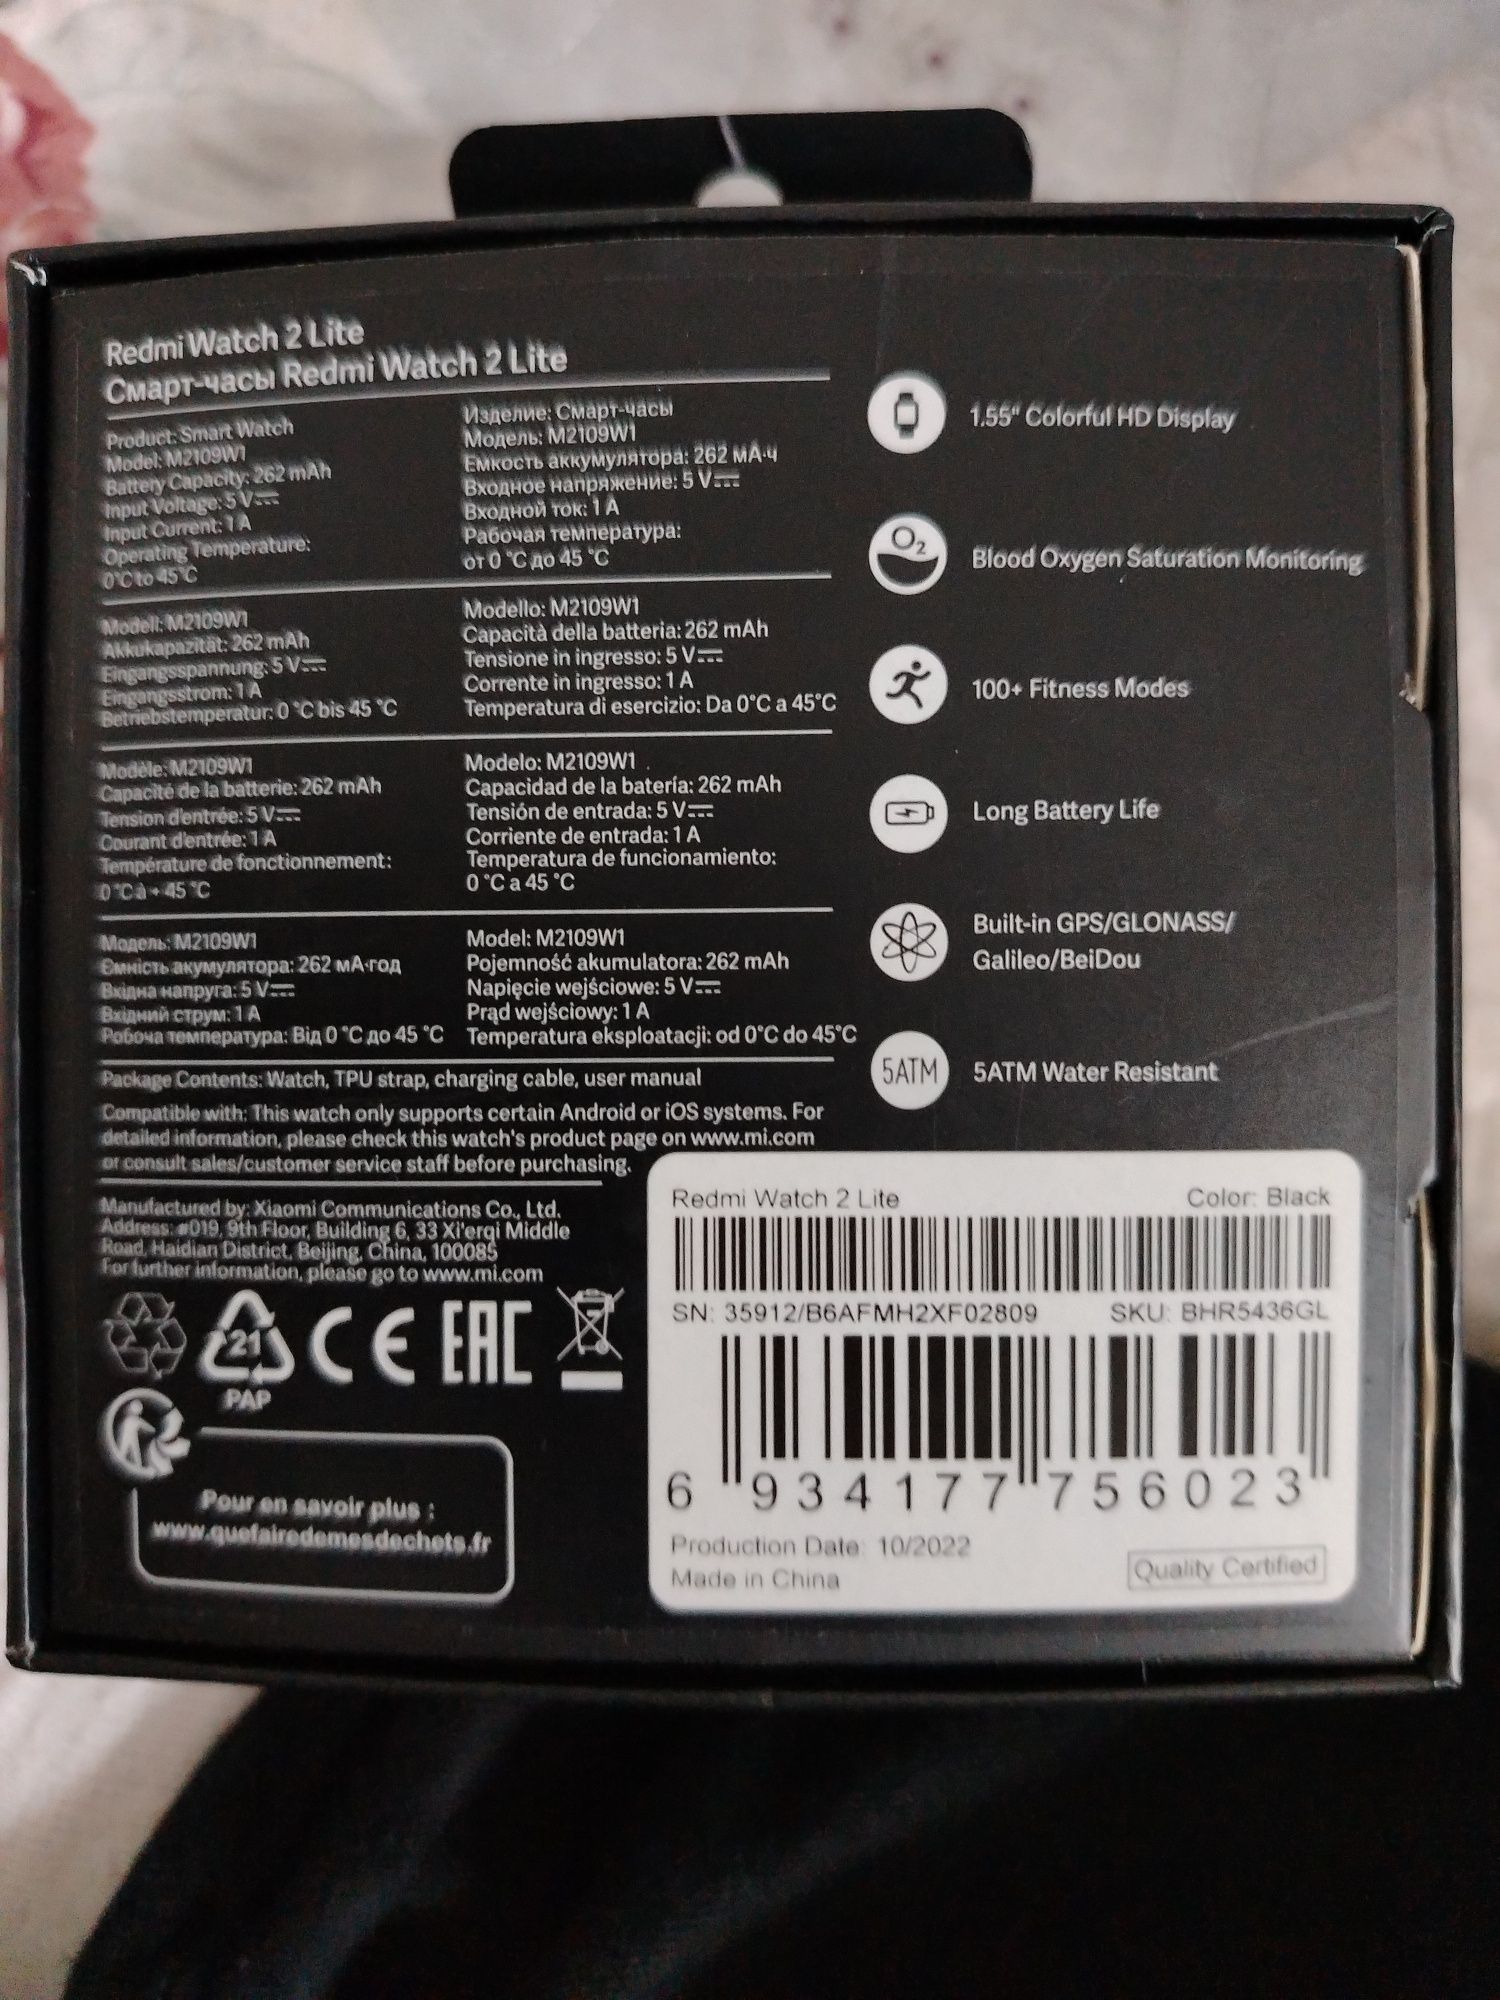 Redmi Watch 2 Lite
Смарт-часы Redmi Watch 2 Lite
Product: Smart Watch
Model: M2109W1
Battery Capacity: 262 mAh
Input Voltage: 5 V⎓
Input Current: 1 A
Operating Temperature:
0°C to 45°C
Изделие: Смарт-часы
Модель: M2109W1
Емкость аккумулятора: 262 мА·ч
Входное напряжение: 5 V⎓
Входной ток: 1 A
Рабочая температура:
от 0 °C до 45 °C
Modell: M2109W1
Akkukapazität: 262 mAh
Eingangsspannung: 5 V⎓
Eingangsstrom: 1 A
Betriebstemperatur: 0 °C bis 45 °C
Modello: M2109W1
Capacità della batteria: 262 mAh
Tensione in ingresso: 5 V⎓
Corrente in ingresso: 1 A
Temperatura di esercizio: Da 0°C a 45°C
Modèle: M2109W1
Capacité de la batterie: 262 mAh
Tension d'entrée: 5 V⎓
Courant d'entrée: 1 A
Température de fonctionnement:
0 °C à + 45 °C
Modelo: M2109W1
Capacidad de la batería: 262 mAh
Tensión de entrada: 5 V⎓
Corriente de entrada: 1 A
Temperatura de funcionamiento:
0 °C a 45 °C
Модель: M2109W1
Ємність акумулятора: 262 мА·год
Вхідна напруга: 5 V⎓
Вхідний струм: 1 A
Робоча температура: Від 0 °C до 45 °C
Model: M2109W1
Pojemność akumulatora: 262 mAh
Napięcie wejściowe: 5 V⎓
Prąd wejściowy: 1 A
Temperatura eksploatacji: od 0°C do 45°C
Package Contents: Watch, TPU strap, charging cable, user manual
Compatible with: This watch only supports certain Android or iOS systems. For
detailed information, please check this watch's product page on www.mi.com
or consult sales/customer service staff before purchasing.
Manufactured by: Xiaomi Communications Co., Ltd.
Address: #019, 9th Floor, Building 6, 33 Xi'erqi Middle
Road, Haidian District, Beijing, China, 100085
For further information, please go to www.mi.com
21
PAP
CE
EAC
Pour en savoir plus :
www.quefairedemesdechets.fr
1.55" Colorful HD Display
O2
Blood Oxygen Saturation Monitoring
100+ Fitness Modes
Long Battery Life
Built-in GPS/GLONASS/
Galileo/BeiDou
5ATM
5ATM Water Resistant
Redmi Watch 2 Lite Color: Black
SN: 35912/B6AFMH2XF02809 SKU: BHR5436GL
6 934177 756023
Production Date: 10/2022
Made in China
Quality Certified